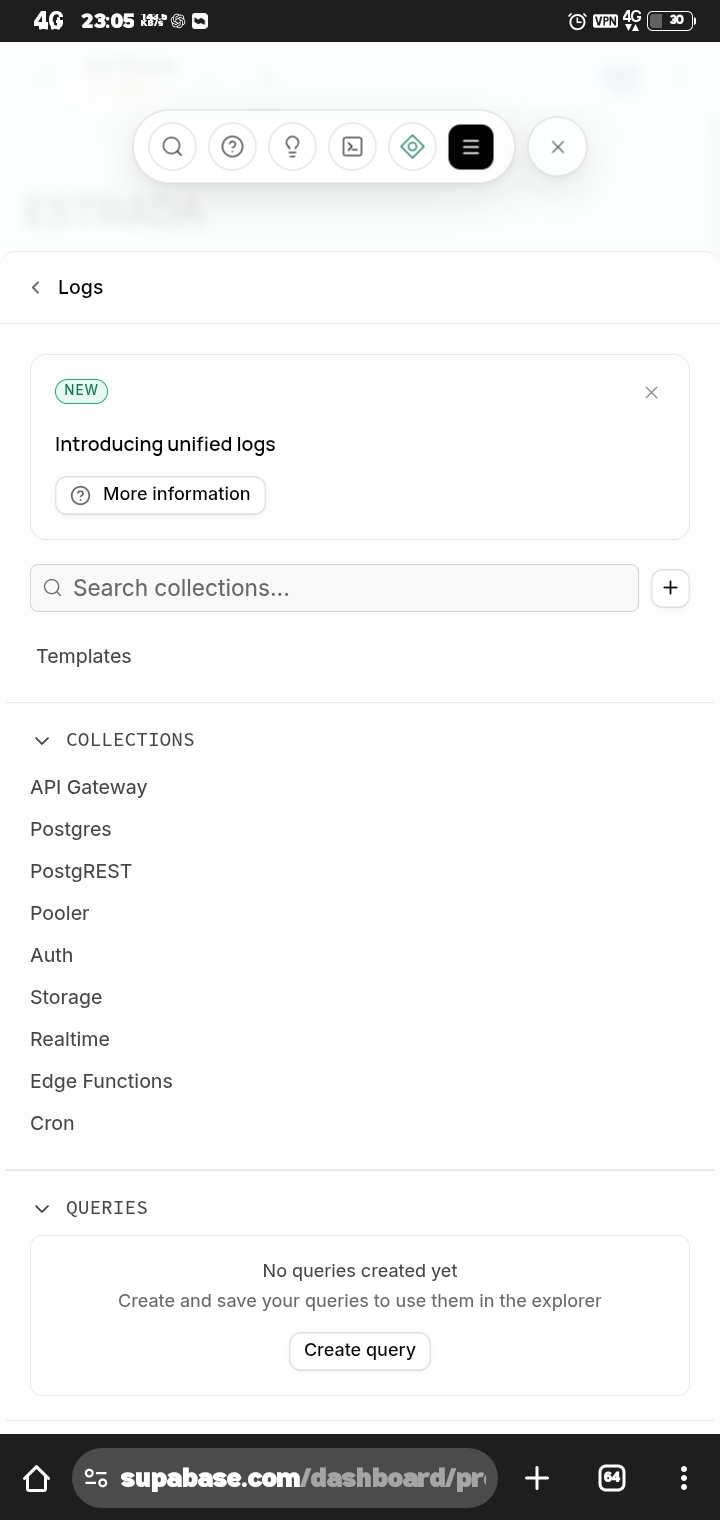 4G 23:05 VPN 4G 30
ESTRADA
Logs
NEW
Introducing unified logs
More information
Search collections...
Templates
COLLECTIONS
API Gateway
Postgres
PostgREST
Pooler
Auth
Storage
Realtime
Edge Functions
Cron
QUERIES
No queries created yet
Create and save your queries to use them in the explorer
Create query
supabase.com/dashboard/pr
64